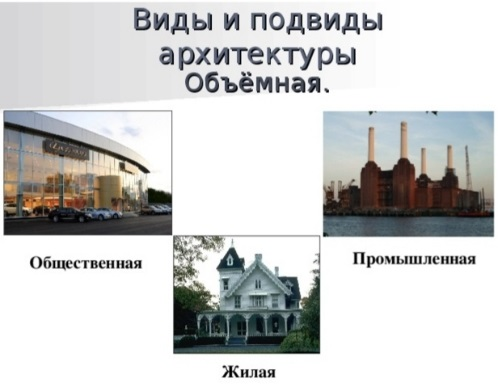 Виды и подвиды
архитектуры
Объёмная.
Общественная
Промышленная
Жилая